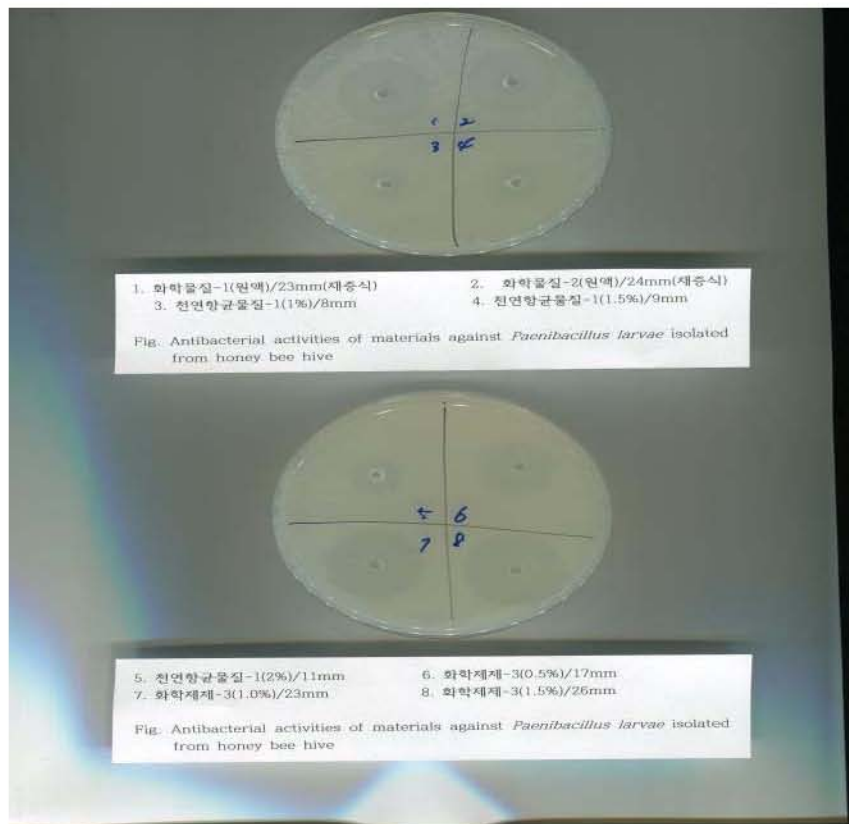 1 2
3 4
1. 화학물질-1(원액)/23mm(재증식) 2. 화학물질-2(원액)/24mm(재증식)
3. 천연항균물질-1(1%)/8mm 4. 천연항균물질-1(1.5%)/9mm
Fig. Antibacterial activities of materials against Paenibacillus larvae isolated
from honey bee hive
5 6
7 8
5. 천연항균물질-1(2%)/11mm 6. 화학제제-3(0.5%)/17mm
7. 화학제제-3(1.0%)/23mm 8. 화학제제-3(1.5%)/26mm
Fig. Antibacterial activities of materials against Paenibacillus larvae isolated
from honey bee hive